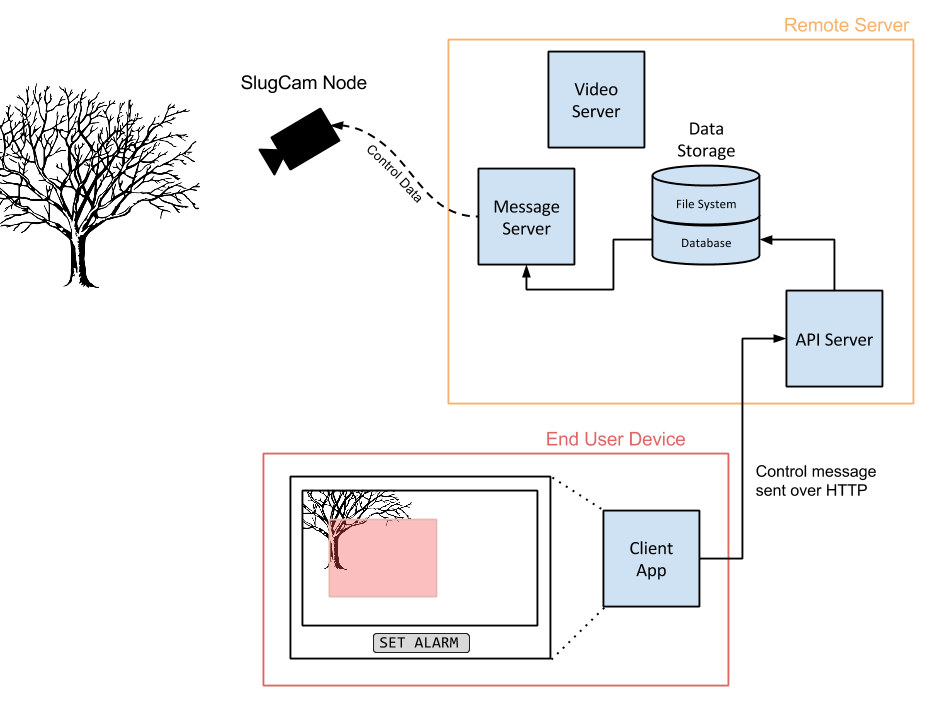 Remote Server
SlugCam Node
Video
Server
Data
Storage
Control Data
Message
Server
File System
Database
API Server
End User Device
Control message
sent over HTTP
Client
App
SET ALARM